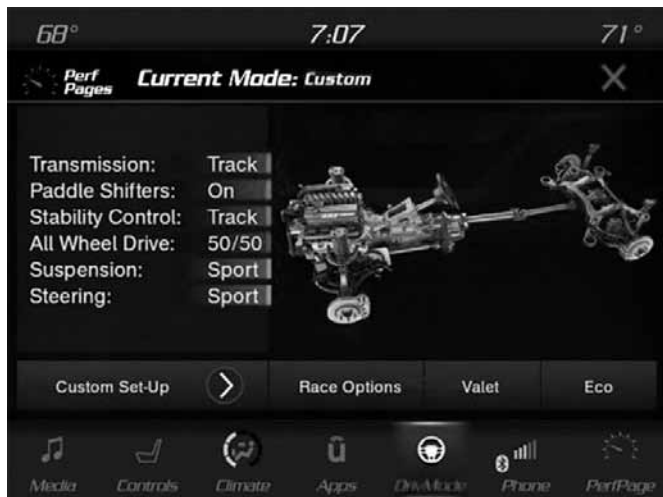 68° 7:07 71°
Perf Pages Current Mode: Custom
Transmission: Track
Paddle Shifters: On
Stability Control: Track
All Wheel Drive: 50/50
Suspension: Sport
Steering: Sport
Custom Set-Up Race Options Valet Eco
Media Controls Climate Apps DrivMode Phone PerfPage